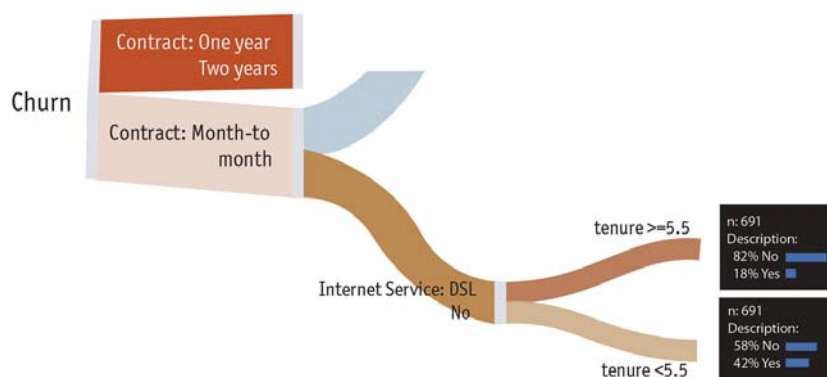 Contract: One year
Two years
Churn
Contract: Month-to
month
tenure >=5.5
n: 691
Description:
82% No
18% Yes
Internet Service: DSL
No
n: 691
Description:
58% No
42% Yes
tenure <5.5